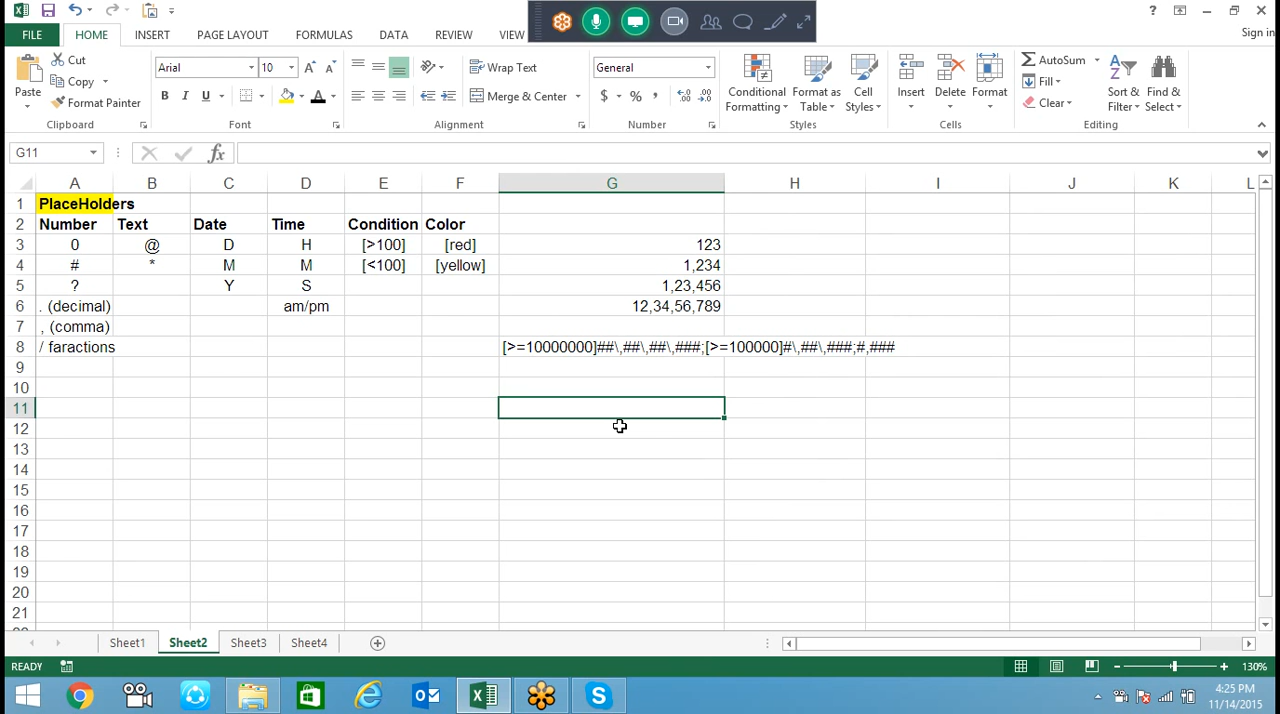 Sign in
FILE HOME INSERT PAGE LAYOUT FORMULAS DATA REVIEW VIEW
Paste Cut Copy Format Painter
Clipboard
Arial 10
B I U
Font
Wrap Text
Merge & Center
Alignment
General
$ % ,
Number
Conditional Formatting Format as Table Cell Styles
Styles
Insert Delete Format
Cells
AutoSum Fill Clear
Sort & Filter Find & Select
Editing
G11 fx
A B C D E F G H I J K L
1 PlaceHolders
2 Number Text Date Time Condition Color
3 0 @ D H [>100] [red] 123
4 # * M M [<100] [yellow] 1,234
5 ? Y S 1,23,456
6 . (decimal) am/pm 12,34,56,789
7 , (comma)
8 / faractions [>=10000000]##\,##\,##\,###;[>=100000]#\,##\,###;#,###
9
10
11
12
13
14
15
16
17
18
19
20
21
Sheet1 Sheet2 Sheet3 Sheet4
READY 130%
4:25 PM
11/14/2015